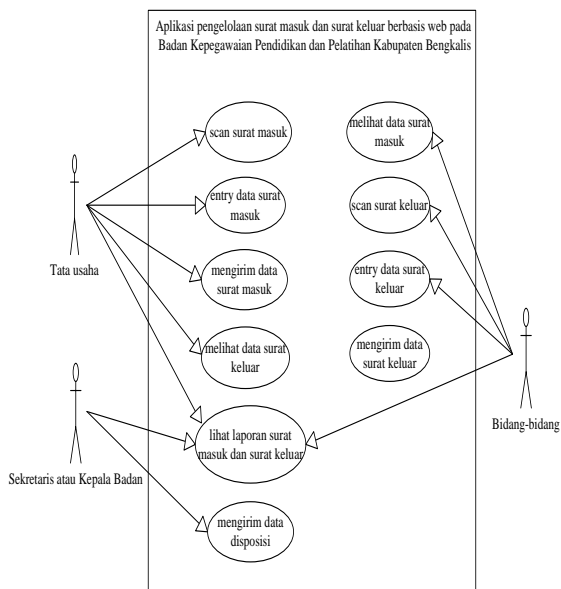 Aplikasi pengelolaan surat masuk dan surat keluar berbasis web pada
Badan Kepegawaian Pendidikan dan Pelatihan Kabupaten Bengkalis
scan surat masuk
melihat data surat
masuk
entry data surat
masuk
scan surat keluar
Tata usaha
mengirim data
surat masuk
entry data surat
keluar
melihat data surat
keluar
mengirim data
surat keluar
Bidang-bidang
lihat laporan surat
masuk dan surat keluar
Sekretaris atau Kepala Badan
mengirim data
disposisi